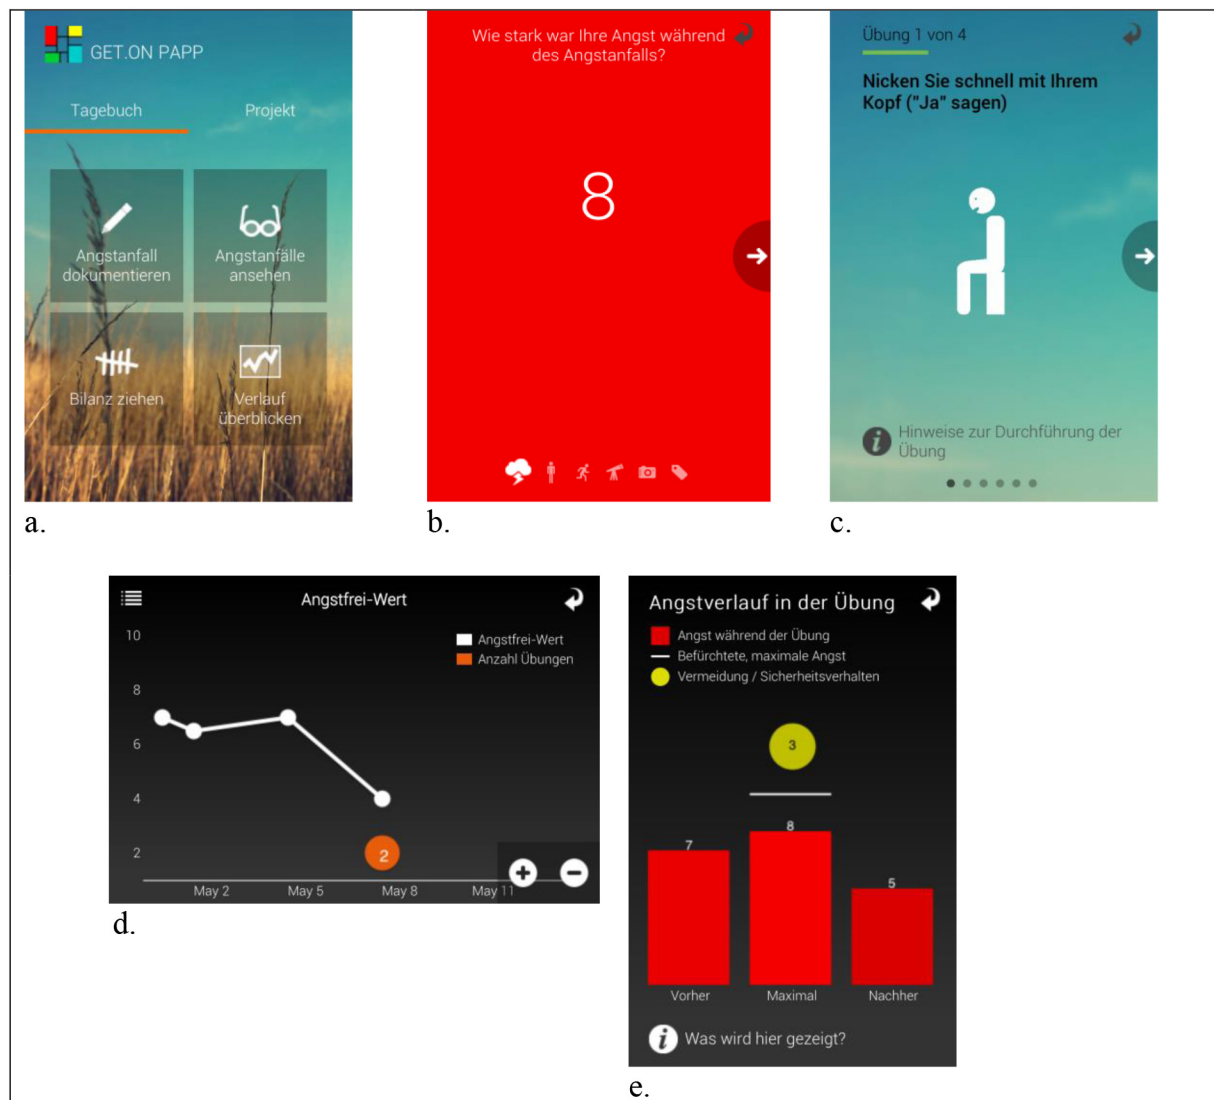 GET.ON PAPP
Tagebuch
Projekt
Angstanfall
dokumentieren
Angstanfälle
ansehen
Bilanz ziehen
Verlauf
überblicken
a.
Wie stark war Ihre Angst während
des Angstanfalls?
8
b.
Übung 1 von 4
Nicken Sie schnell mit Ihrem
Kopf ("Ja" sagen)
i
Hinweise zur Durchführung der
Übung
c.
Angstfrei-Wert
Angstfrei-Wert
Anzahl Übungen
10
8
6
4
2
2
May 2
May 5
May 8
May 11
d.
Angstverlauf in der Übung
Angst während der Übung
Befürchtete, maximale Angst
Vermeidung / Sicherheitsverhalten
3
7
8
5
Vorher
Maximal
Nachher
i
Was wird hier gezeigt?
e.